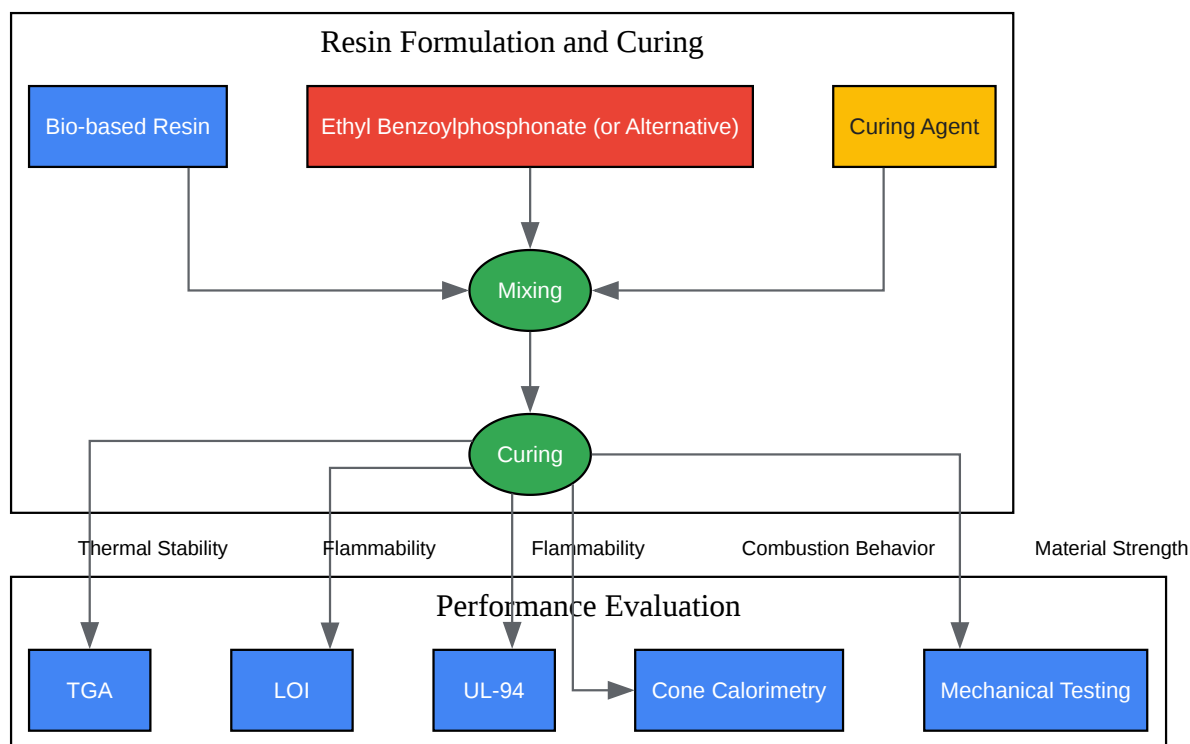 Resin Formulation and Curing
Bio-based Resin
Ethyl Benzoylphosphonate (or Alternative)
Curing Agent
Mixing
Curing
Thermal Stability
Flammability
Flammability
Combustion Behavior
Material Strength
Performance Evaluation
TGA
LOI
UL-94
Cone Calorimetry
Mechanical Testing